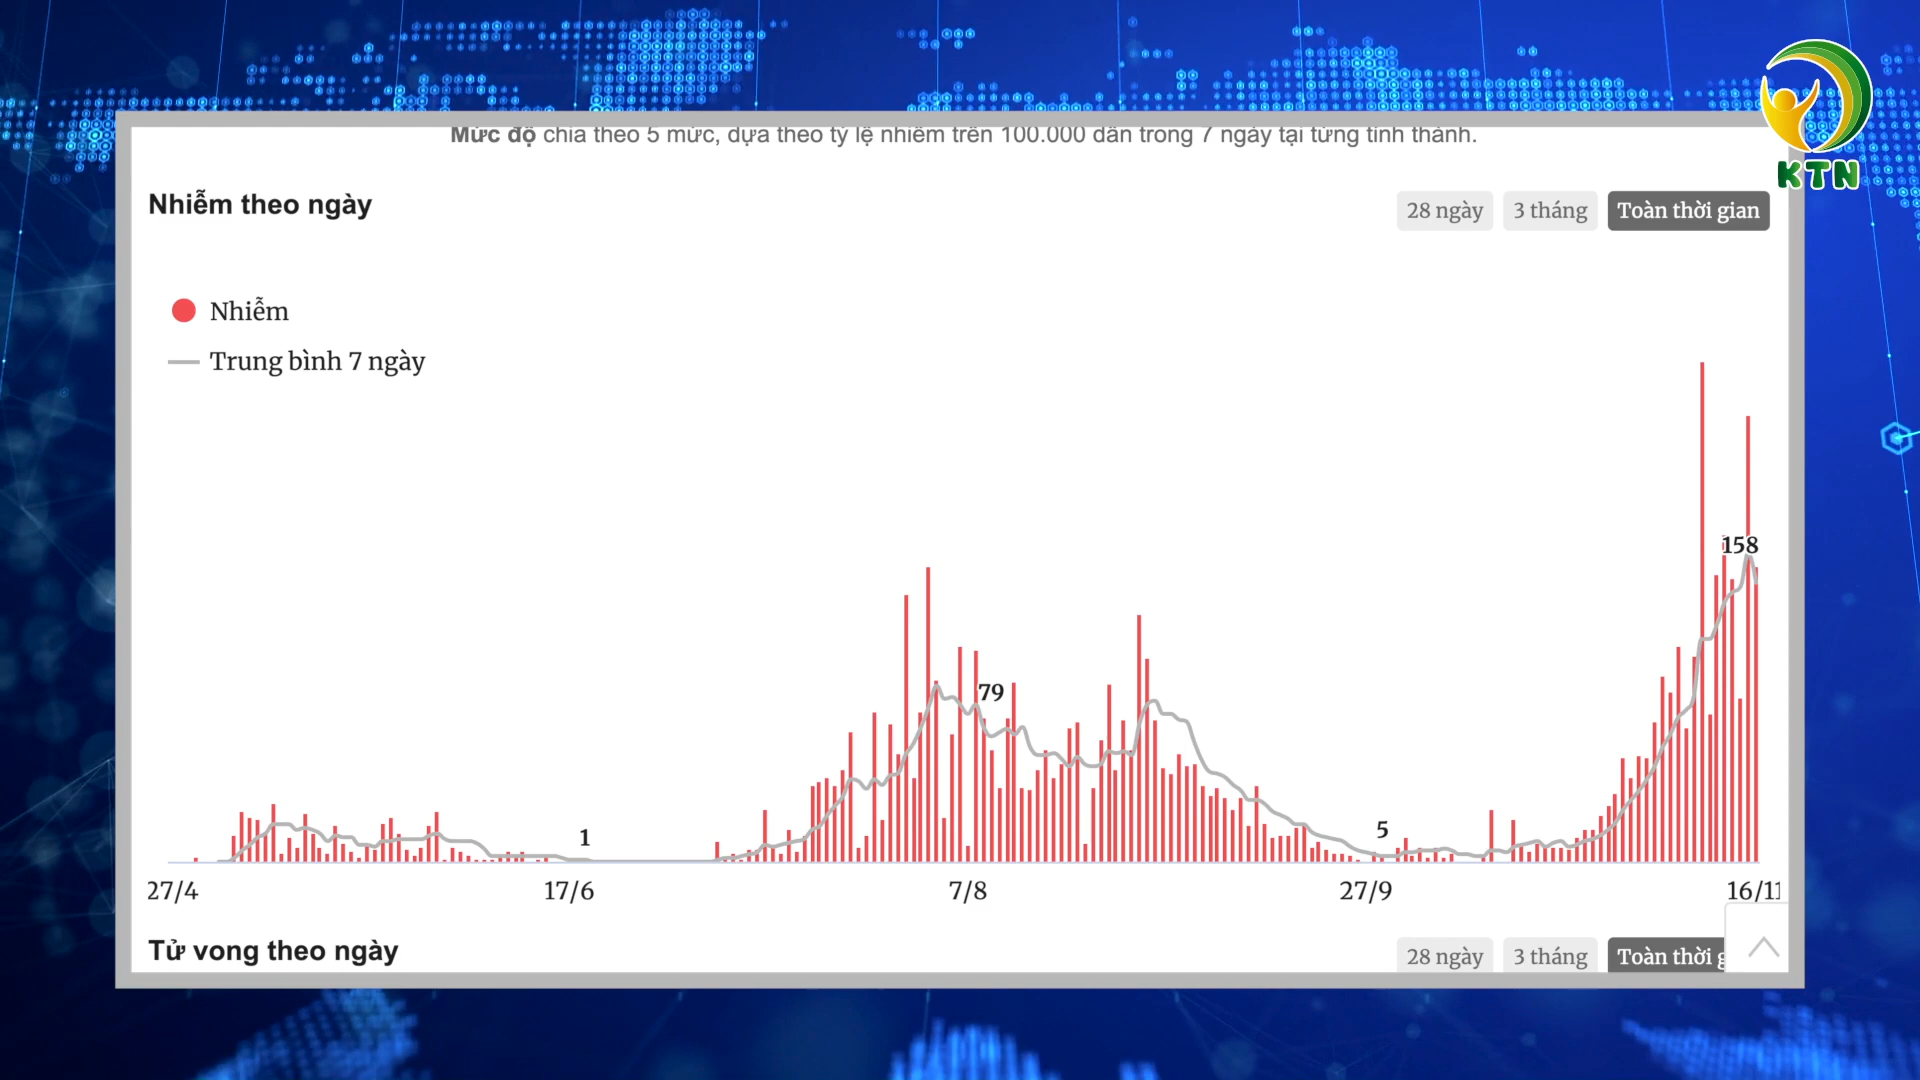 Mức độ chia theo 5 mức, dựa theo tỷ lệ nhiễm trên 100.000 dân trong 7 ngày tại từng tỉnh thành.
KTN
Nhiễm theo ngày
28 ngày
3 tháng
Toàn thời gian
Nhiễm
Trung bình 7 ngày
158
79
5
1
27/4
17/6
7/8
27/9
16/11
Tử vong theo ngày
28 ngày
3 tháng
Toàn thời g